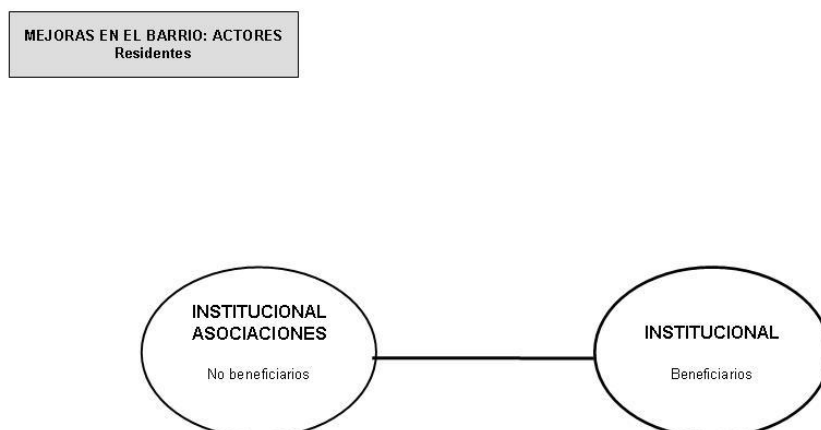 MEJORAS EN EL BARRIO: ACTORES
Residentes
INSTITUCIONAL
ASOCIACIONES
No beneficiarios
INSTITUCIONAL
Beneficiarios